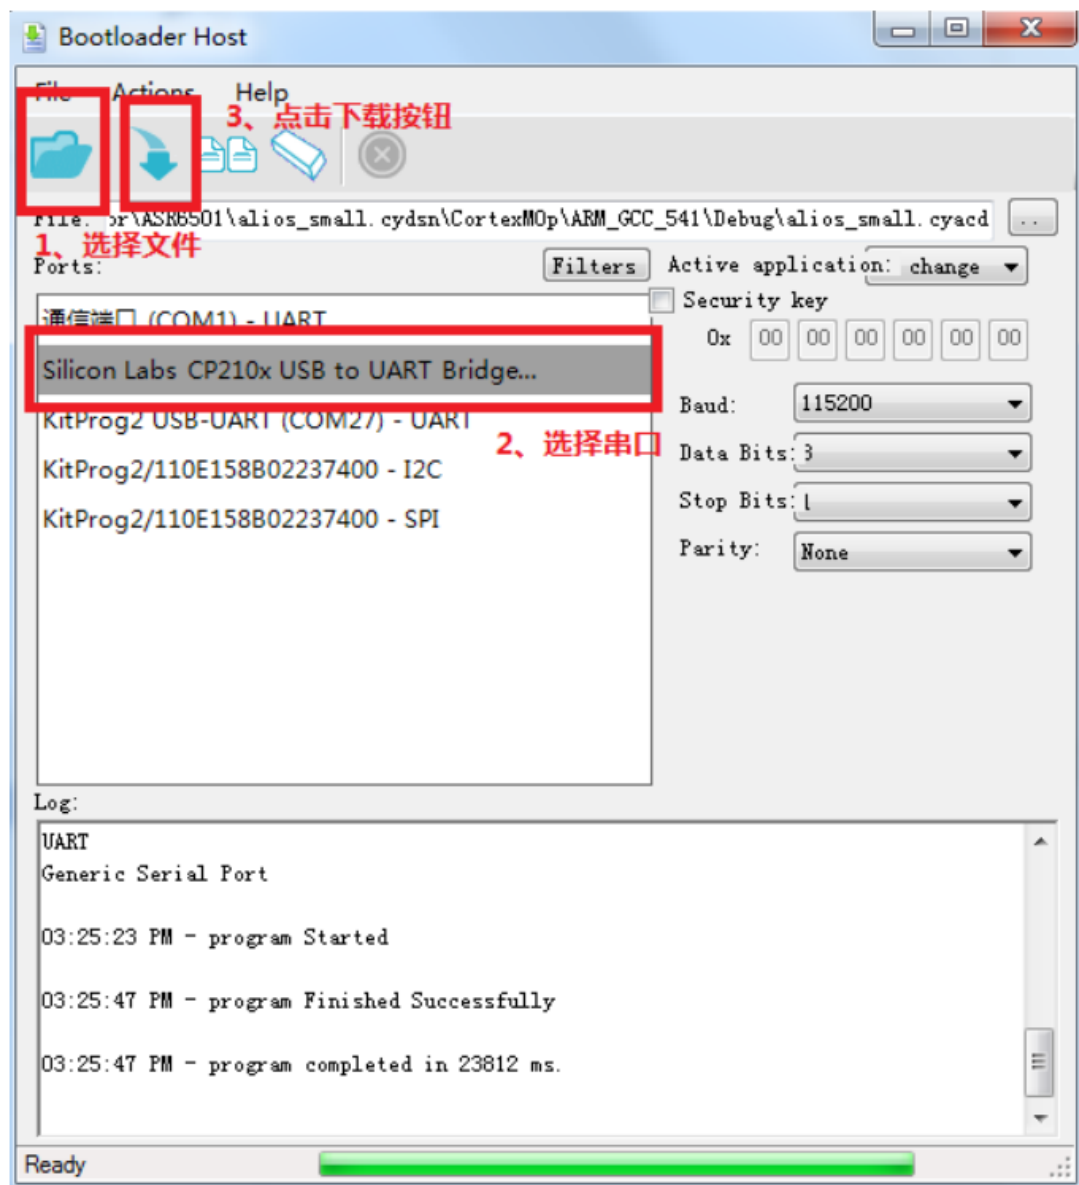 Bootloader Host
File Actions Help
3、点击下载按钮
File: or\ASR6501\alios_small.cydsn\CortexM0p\ARM_GCC_541\Debug\alios_small.cyacd ..
1、选择文件
Ports: Filters Active application: change
Security key
通信端口 (COM1) - UART
0x 00 00 00 00 00 00
Silicon Labs CP210x USB to UART Bridge...
Baud: 115200
KitProg2 USB-UART (COM27) - UART
2、选择串口
Data Bits: 8
KitProg2/110E158B02237400 - I2C
Stop Bits: 1
KitProg2/110E158B02237400 - SPI
Parity: None
Log:
UART
Generic Serial Port
03:25:23 PM - program Started
03:25:47 PM - program Finished Successfully
03:25:47 PM - program completed in 23812 ms.
Ready